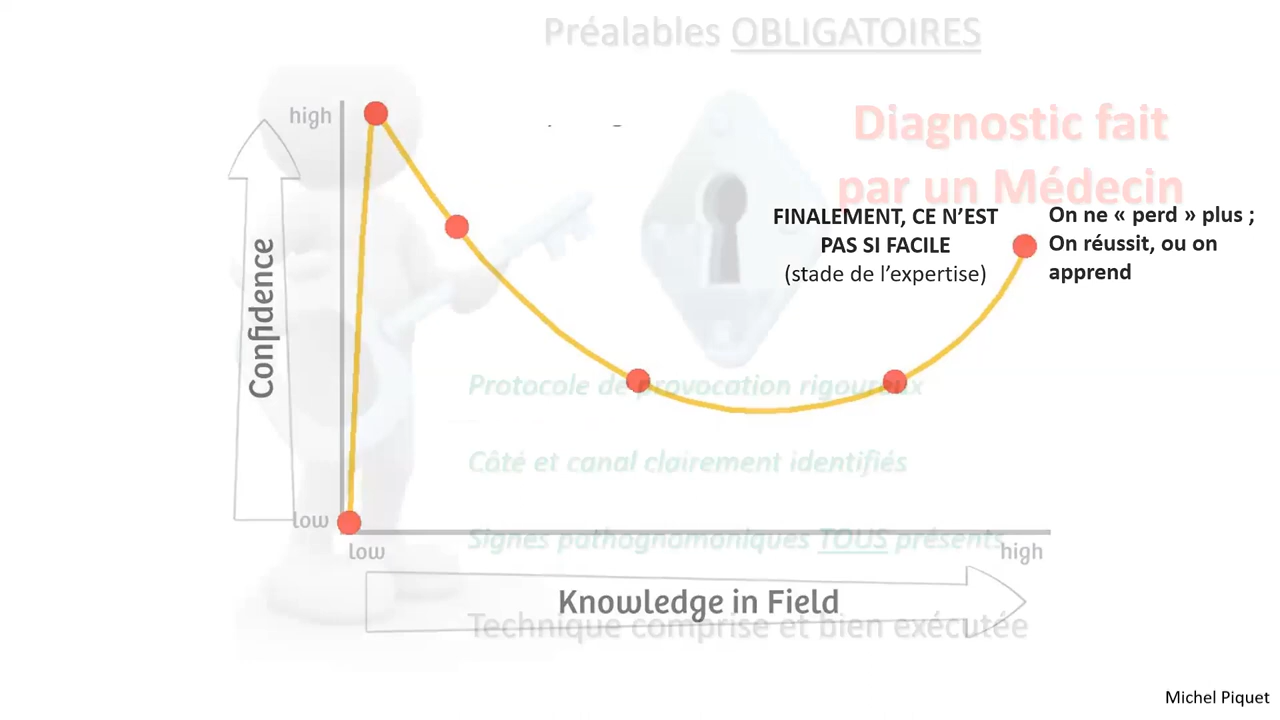 Préalables OBLIGATOIRES
high
Diagnostic fait
par un Médecin
FINALEMENT, CE N’EST
PAS SI FACILE
(stade de l’expertise)
On ne « perd » plus ;
On réussit, ou on
apprend
Confidence
Protocole de provocation rigoureux
Côté et canal clairement identifiés
low
Signes pathognamoniques TOUS présents
low
high
Knowledge in Field
Technique comprise et bien exécutée
Michel Piquet